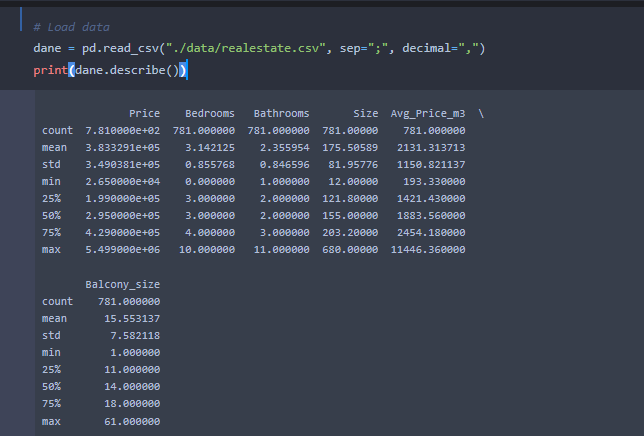 # Load data
dane = pd.read_csv("./data/realestate.csv", sep=";", decimal=",")
print(dane.describe())
Price Bedrooms Bathrooms Size Avg_Price_m3 \
count 7.810000e+02 781.000000 781.000000 781.00000 781.000000
mean 3.833291e+05 3.142125 2.355954 175.50589 2131.313713
std 3.490381e+05 0.855768 0.846596 81.95776 1150.821137
min 2.650000e+04 0.000000 1.000000 12.00000 193.330000
25% 1.990000e+05 3.000000 2.000000 121.80000 1421.430000
50% 2.950000e+05 3.000000 2.000000 155.00000 1883.560000
75% 4.290000e+05 4.000000 3.000000 203.20000 2454.180000
max 5.499000e+06 10.000000 11.000000 680.00000 11446.360000
Balcony_size
count 781.000000
mean 15.553137
std 7.582118
min 1.000000
25% 11.000000
50% 14.000000
75% 18.000000
max 61.000000